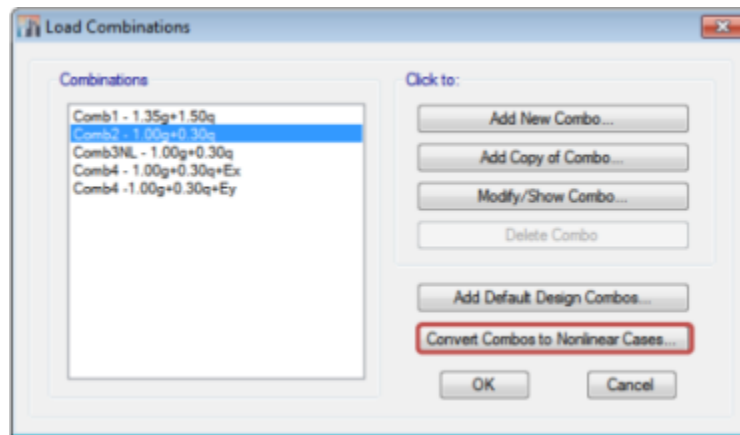 Load Combinations
Combinations
Comb1 - 1.35g+1.50q
Comb2 - 1.00g+0.30q
Comb3NL - 1.00g+0.30q
Comb4 - 1.00g+0.30q+Ex
Comb4 -1.00g+0.30q+Ey
Click to:
Add New Combo...
Add Copy of Combo...
Modify/Show Combo...
Delete Combo
Add Default Design Combos...
Convert Combos to Nonlinear Cases...
OK
Cancel